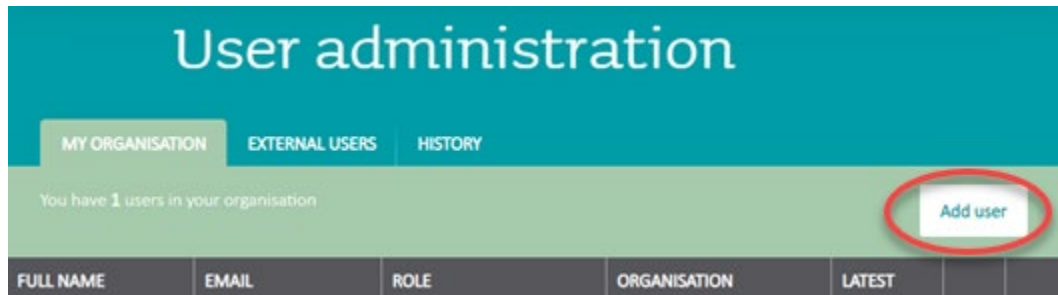 User administration
MY ORGANISATION EXTERNAL USERS HISTORY
You have 1 users in your organisation
Add user
FULL NAME EMAIL ROLE ORGANISATION LATEST